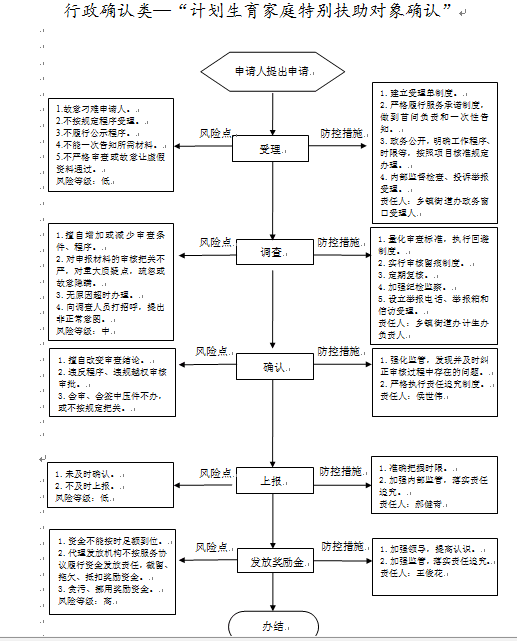 行政确认类—“计划生育家庭特别扶助对象确认”
申请人提出申请.
1.故意刁难申请人。
2.不按规定程序受理。
3.不履行公示程序。
4.不能一次告知所需材料。
5.不严格审查或故意让虚假
资料通过。
风险等级：低
风险点
受理.
防控措施
1.建立受理单制度。
2.严格履行服务承诺制度，
做到首问负责和一次性告
知。
3.政务公开，明确工作程序、
时限等，按照项目核准规定
办理。
4.内部监督检查、投诉举报
受理。
责任人：乡镇街道办政务窗
口受理人
1.擅自增加或减少审查条
件、程序。
2.对申报材料的审核把关不
严，对重大质疑点，疏忽或
故意隐瞒。
3.无原因超时办理。
4.向调查人员打招呼，提出
非正常意图。
风险等级：中
风险点
调查.
防控措施
1.量化审查标准，执行回避
制度。
2.实行审核留痕制度。
3.定期复核。
4.加强纪检监察。
5.设立举报电话、举报箱和
信访受理。
责任人：乡镇街道办计生办
负责人
1.擅自改变审查结论。
2.违反程序、违规越权审核
审批。
3.会审、会签中压件不办，
或不按规定把关。
风险点
确认.
防控措施
1.强化监管，发现并及时纠
正审核过程中存在的问题。
2.严格执行责任追究制度。
责任人：侯世伟
1.未及时确认。
2.不及时上报。
风险等级：低
风险点
上报.
防控措施
1.准确把握时限。
2.加强内部监管，落实责任
追究。
1.资金不能按时足额到位。
2.代理发放机构不按服务协
议履行资金发放责任，截留、
拖欠、抵扣奖励资金。
3.贪污、挪用奖励资金。
风险等级：高
风险点
发放奖励金.
防控措施
1.加强领导，提高认识。
2.加强监管，落实责任追究。
责任人：王俊花
办结.